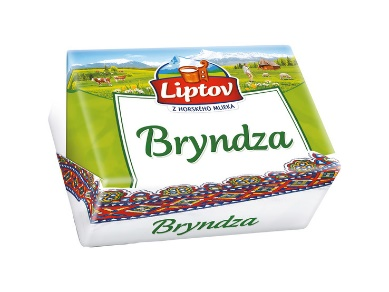 Liptov
Z HORSKÉHO MLIEKA
Bryndza
Bryndza